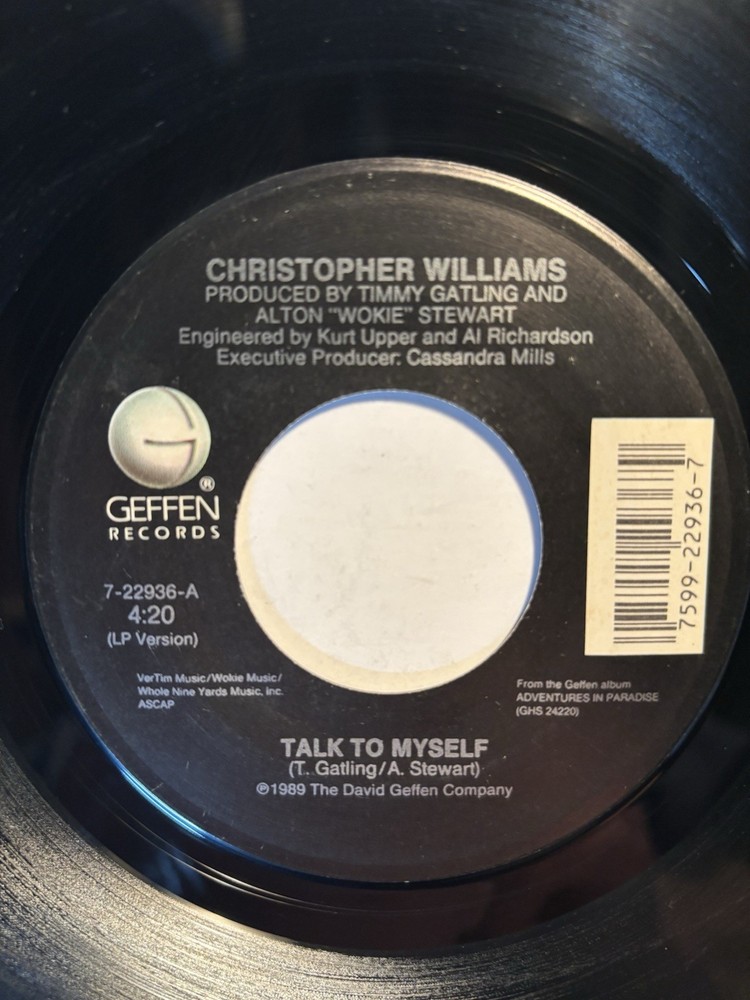 CHRISTOPHER WILLIAMS
PRODUCED BY TIMMY GATLING AND
ALTON "WOKIE" STEWART
Engineered by Kurt Upper and Al Richardson
Executive Producer: Cassandra Mills
G
®
GEFFEN
RECORDS
7-22936-A
4:20
(LP Version)
7599-22936-7
VerTim Music/Wokie Music/
Whole Nine Yards Music, Inc.
ASCAP
From the Geffen album
ADVENTURES IN PARADISE
(GHS 24220)
TALK TO MYSELF
(T. Gatling/A. Stewart)
℗1989 The David Geffen Company